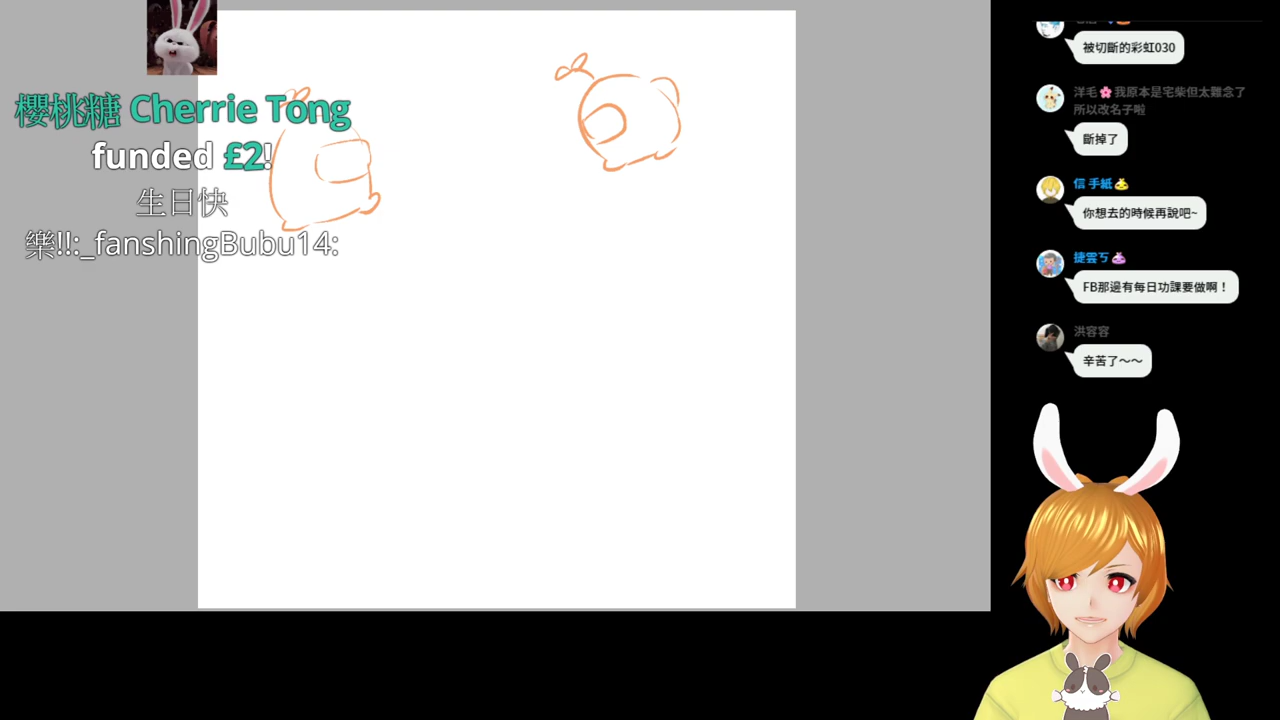 櫻桃糖 Cherrie Tong
funded £2!
生日快
樂!!:_fanshingBubu14:
被切斷的彩虹030
洋毛🌸我原本是宅柴但太難念了
所以改名子啦
斷掉了
信 手紙
你想去的時候再說吧~
捷雲ㄎ
FB那邊有每日功課要做啊！
洪容容
辛苦了～～